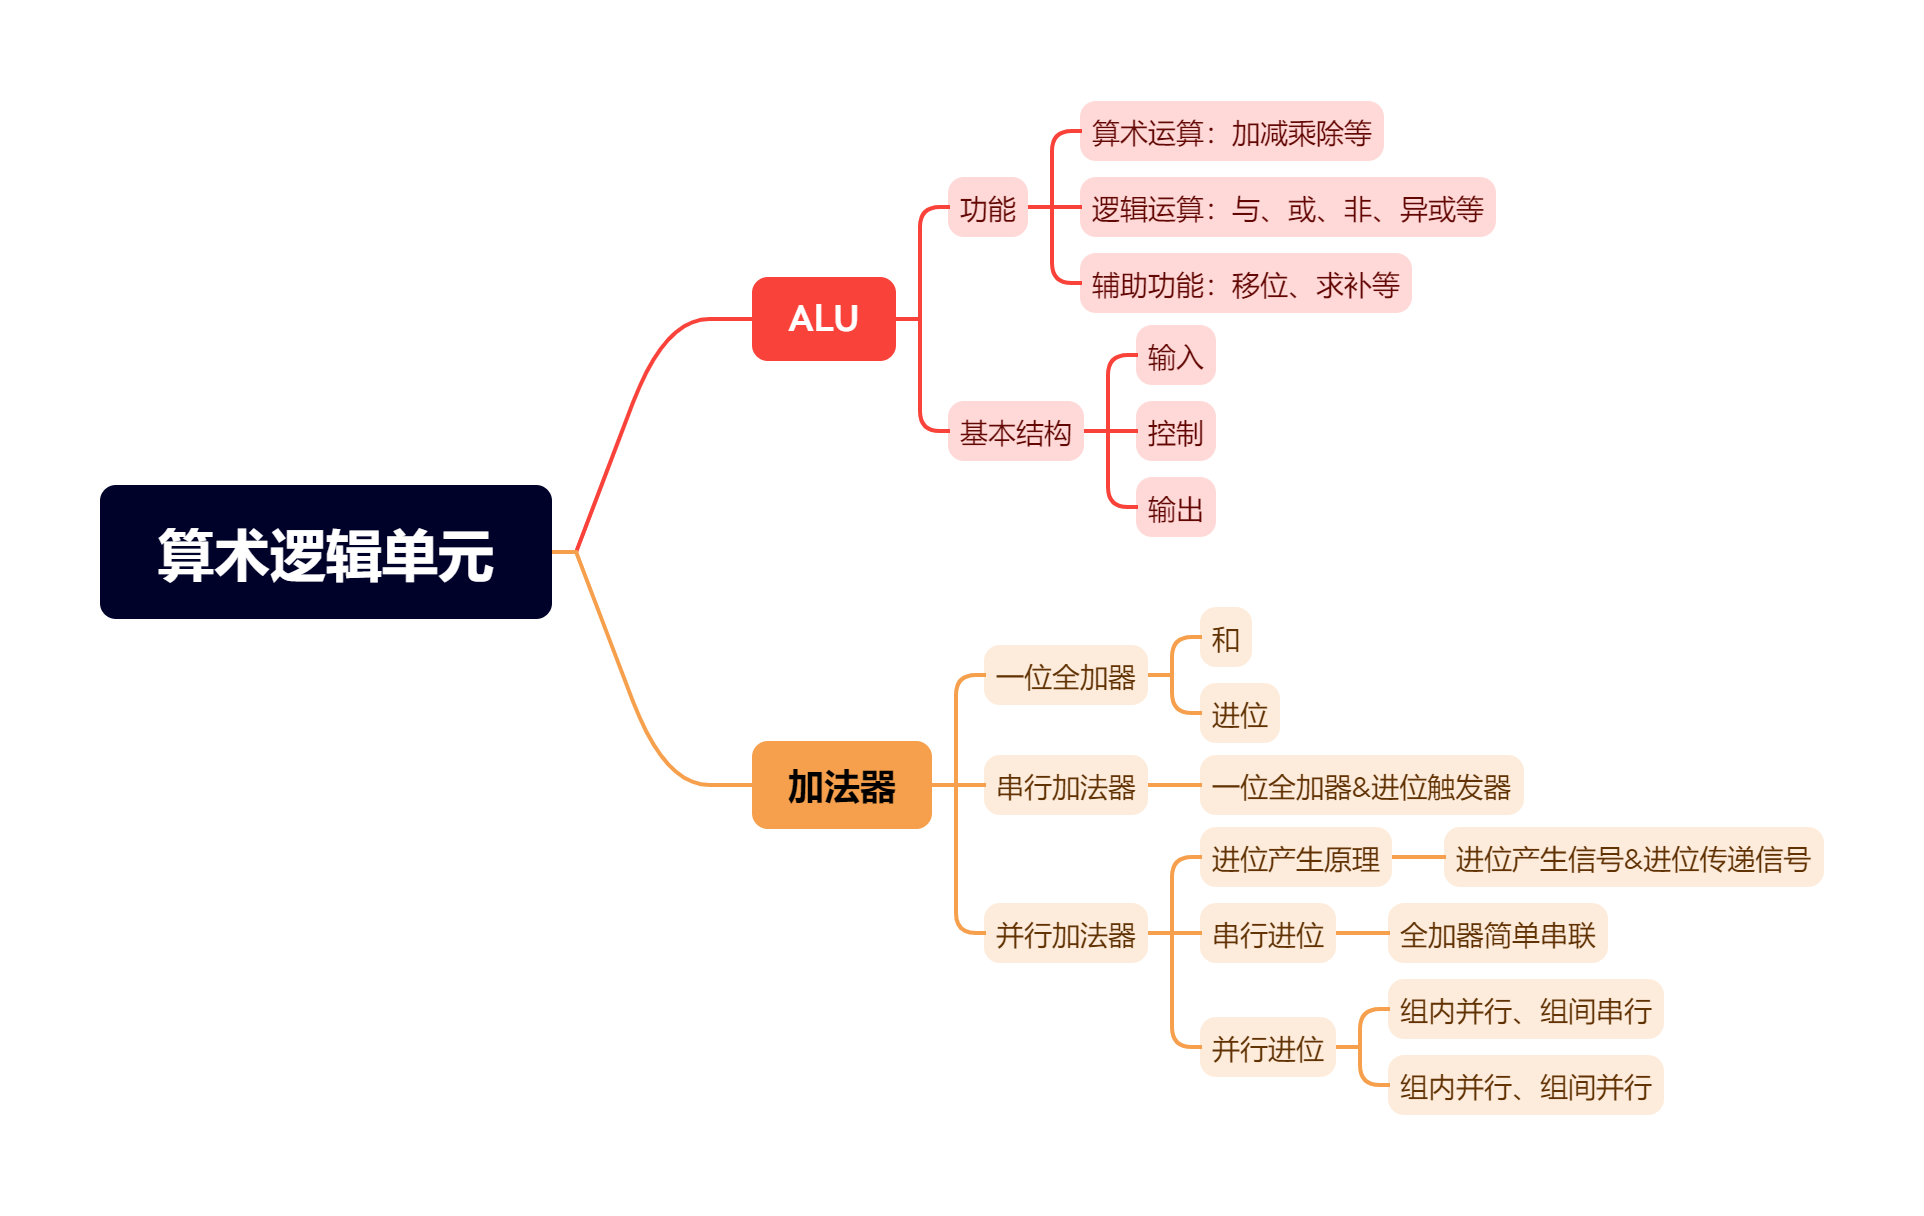 算术逻辑单元
ALU
功能
算术运算：加减乘除等
逻辑运算：与、或、非、异或等
辅助功能：移位、求补等
基本结构
输入
控制
输出
加法器
一位全加器
和
进位
串行加法器
一位全加器&进位触发器
并行加法器
进位产生原理
进位产生信号&进位传递信号
串行进位
全加器简单串联
并行进位
组内并行、组间串行
组内并行、组间并行